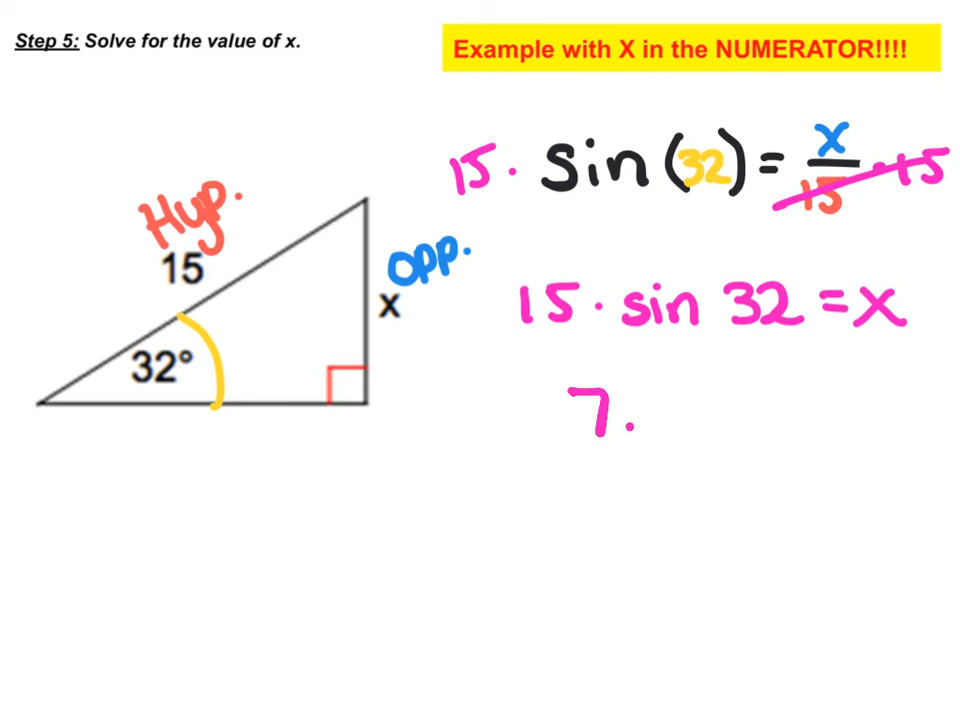 Step 5: Solve for the value of x.
Example with X in the NUMERATOR!!!!
15 · sin (32) = x/15 · 15
Hyp.
15
Opp.
x
32°
15 · sin 32 = x
7.